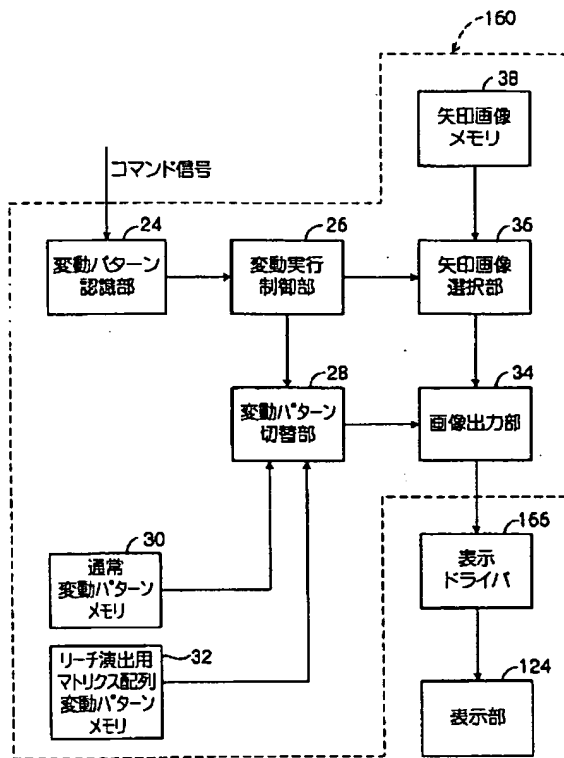 160
38
矢印画像
メモリ
コマンド信号
24
変動パターン
認識部
26
変動実行
制御部
36
矢印画像
選択部
28
変動パターン
切替部
34
画像出力部
30
通常
変動パターン
メモリ
166
表示
ドライバ
リーチ演出用
マトリクス配列
変動パターン
メモリ
32
124
表示部